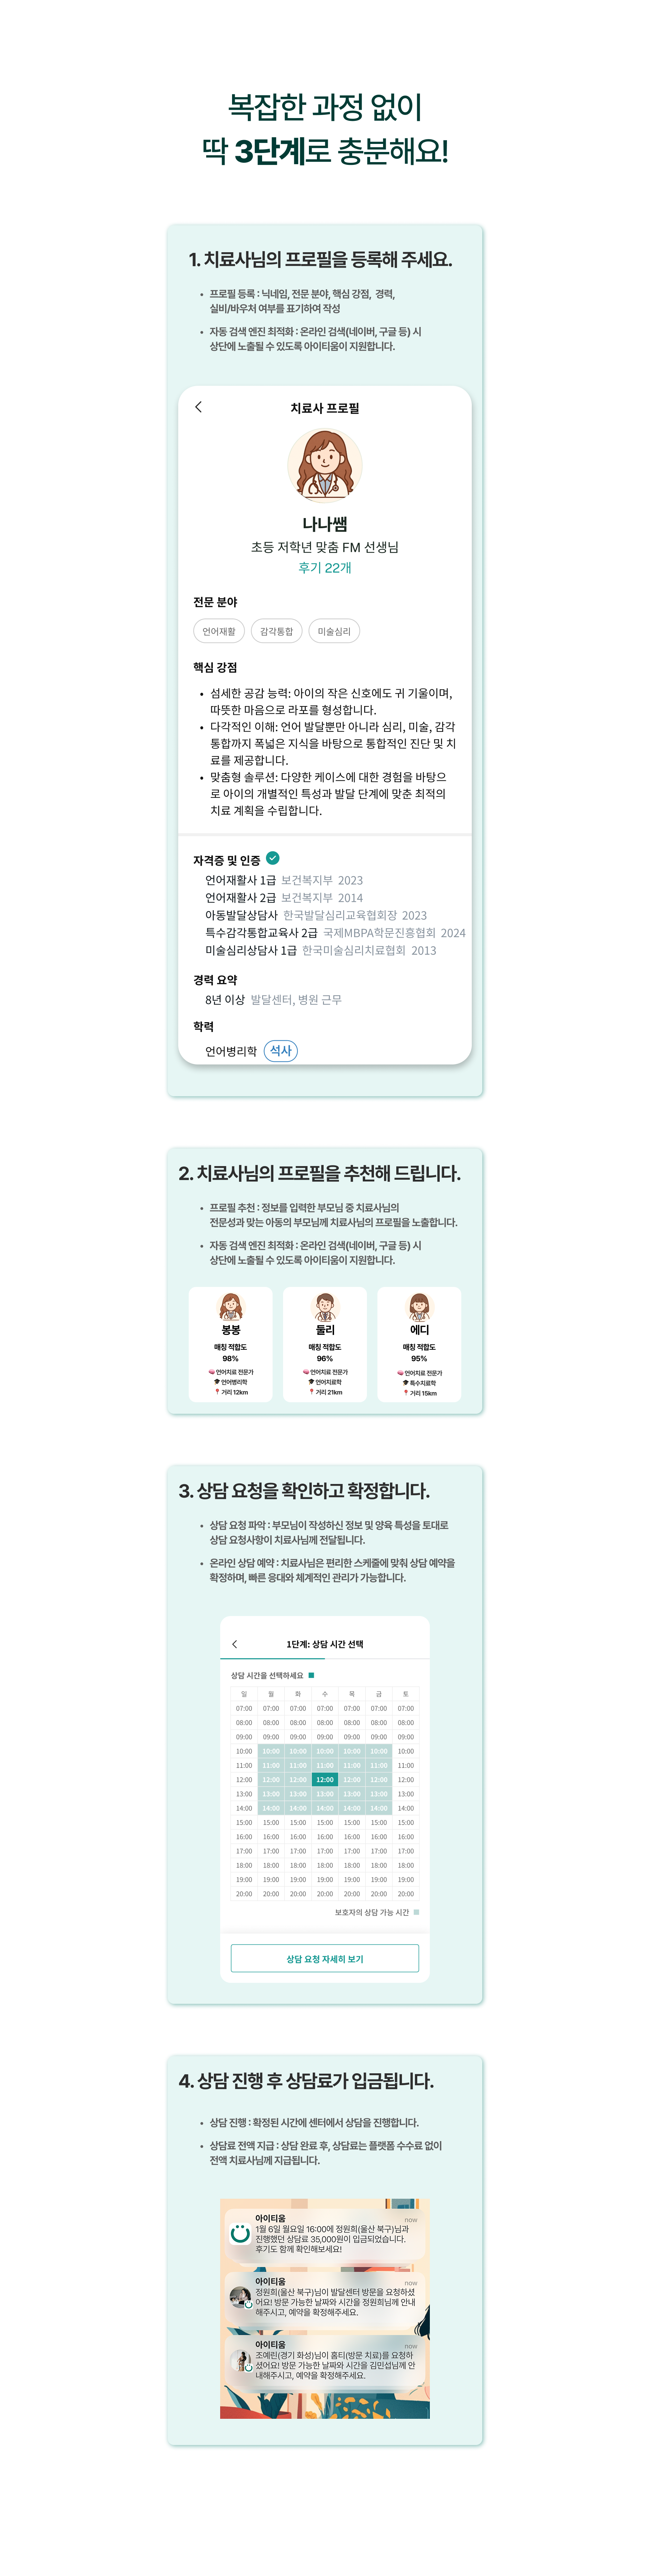 복잡한 과정 없이
딱 3단계로 충분해요!
1. 치료사님의 프로필을 등록해 주세요.
• 프로필 등록 : 닉네임, 전문 분야, 핵심 강점, 경력,
실비/바우처 여부를 표기하여 작성
• 자동 검색 엔진 최적화 : 온라인 검색(네이버, 구글 등) 시
상단에 노출될 수 있도록 아이티움이 지원합니다.
치료사 프로필
나나쌤
초등 저학년 맞춤 FM 선생님
후기 22개
전문 분야
언어재활 감각통합 미술심리
핵심 강점
• 섬세한 공감 능력: 아이의 작은 신호에도 귀 기울이며,
따뜻한 마음으로 라포를 형성합니다.
• 다각적인 이해: 언어 발달뿐만 아니라 심리, 미술, 감각
통합까지 폭넓은 지식을 바탕으로 통합적인 진단 및 치
료를 제공합니다.
• 맞춤형 솔루션: 다양한 케이스에 대한 경험을 바탕으
로 아이의 개별적인 특성과 발달 단계에 맞춘 최적의
치료 계획을 수립합니다.
자격증 및 인증
언어재활사 1급 보건복지부 2023
언어재활사 2급 보건복지부 2014
아동발달상담사 한국발달심리교육협회장 2023
특수감각통합교육사 2급 국제MBPA학문진흥협회 2024
미술심리상담사 1급 한국미술심리치료협회 2013
경력 요약
8년 이상 발달센터, 병원 근무
학력
언어병리학 석사
2. 치료사님의 프로필을 추천해 드립니다.
• 프로필 추천 : 정보를 입력한 부모님 중 치료사님의
전문성과 맞는 아동의 부모님께 치료사님의 프로필을 노출합니다.
• 자동 검색 엔진 최적화 : 온라인 검색(네이버, 구글 등) 시
상단에 노출될 수 있도록 아이티움이 지원합니다.
봉봉 둘리 에디
매칭 적합도 매칭 적합도 매칭 적합도
98% 96% 95%
언어치료 전문가 언어치료 전문가 언어치료 전문가
언어병리학 언어치료학 특수치료학
거리 12km 거리 21km 거리 15km
3. 상담 요청을 확인하고 확정합니다.
• 상담 요청 파악 : 부모님이 작성하신 정보 및 양육 특성을 토대로
상담 요청사항이 치료사님께 전달됩니다.
• 온라인 상담 예약 : 치료사님은 편리한 스케줄에 맞춰 상담 예약을
확정하며, 빠른 응대와 체계적인 관리가 가능합니다.
1단계: 상담 시간 선택
상담 시간을 선택하세요
일 월 화 수 목 금 토
07:00 07:00 07:00 07:00 07:00 07:00 07:00
08:00 08:00 08:00 08:00 08:00 08:00 08:00
09:00 09:00 09:00 09:00 09:00 09:00 09:00
10:00 10:00 10:00 10:00 10:00 10:00 10:00
11:00 11:00 11:00 11:00 11:00 11:00 11:00
12:00 12:00 12:00 12:00 12:00 12:00 12:00
13:00 13:00 13:00 13:00 13:00 13:00 13:00
14:00 14:00 14:00 14:00 14:00 14:00 14:00
15:00 15:00 15:00 15:00 15:00 15:00 15:00
16:00 16:00 16:00 16:00 16:00 16:00 16:00
17:00 17:00 17:00 17:00 17:00 17:00 17:00
18:00 18:00 18:00 18:00 18:00 18:00 18:00
19:00 19:00 19:00 19:00 19:00 19:00 19:00
20:00 20:00 20:00 20:00 20:00 20:00 20:00
보호자의 상담 가능 시간
상담 요청 자세히 보기
4. 상담 진행 후 상담료가 입금됩니다.
• 상담 진행 : 확정된 시간에 센터에서 상담을 진행합니다.
• 상담료 전액 지급 : 상담 완료 후, 상담료는 플랫폼 수수료 없이
전액 치료사님께 지급됩니다.
아이티움 now
1월 6일 월요일 16:00에 정원희(울산 북구)님과
진행했던 상담료 35,000원이 입금되었습니다.
후기도 함께 확인해보세요!
아이티움 now
정원희(울산 북구)님이 발달센터 방문을 요청하셨
어요! 방문 가능한 날짜와 시간을 정원희님께 안내
해주시고, 예약을 확정해주세요.
아이티움 now
조예린(경기 화성)님이 홈티(방문 치료)를 요청하
셨어요! 방문 가능한 날짜와 시간을 김민섭님께 안
내해주시고, 예약을 확정해주세요.